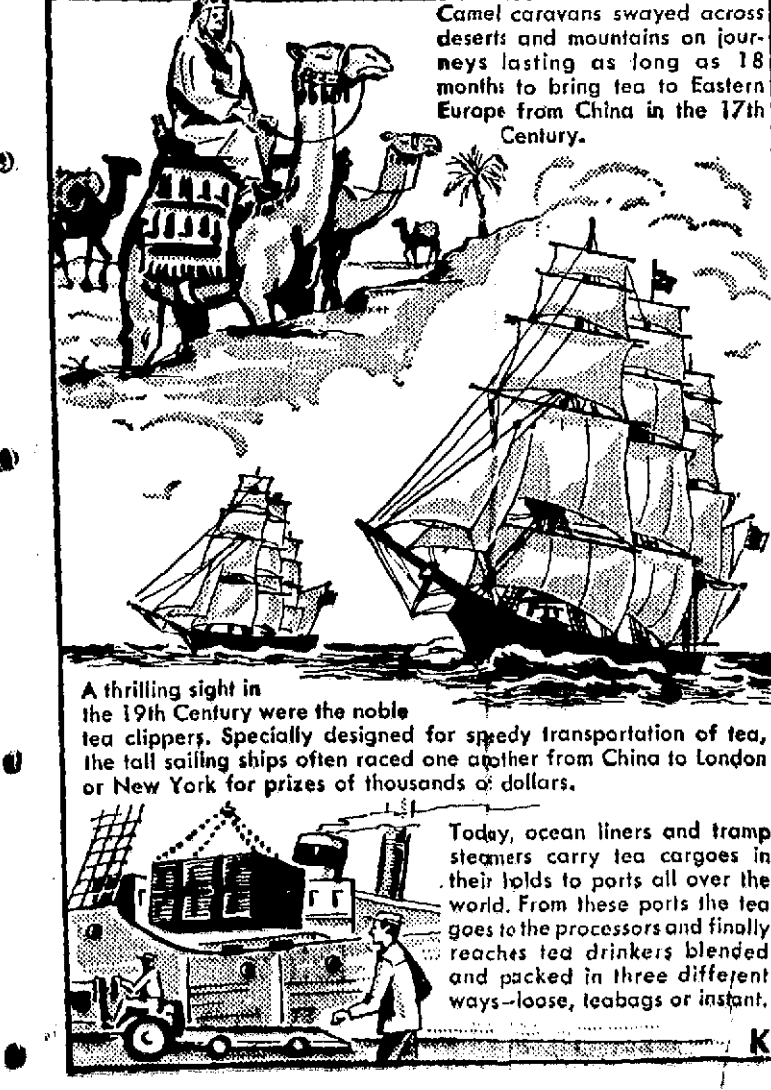 Camel caravans swayed across
deserts and mountains on jour-
neys lasting as long as 18
months to bring tea to Eastern
Europe from China in the 17th
Century.
A thrilling sight in
the 19th Century were the noble
tea clippers. Specially designed for speedy transportation of tea,
the tall sailing ships often raced one another from China to London
or New York for prizes of thousands of dollars.
Today, ocean liners and tramp
steamers carry tea cargoes in
their holds to ports all over the
world. From these ports the tea
goes to the processors and finally
reaches tea drinkers blended
and packed in three different
ways—loose, teabags or instant.
K